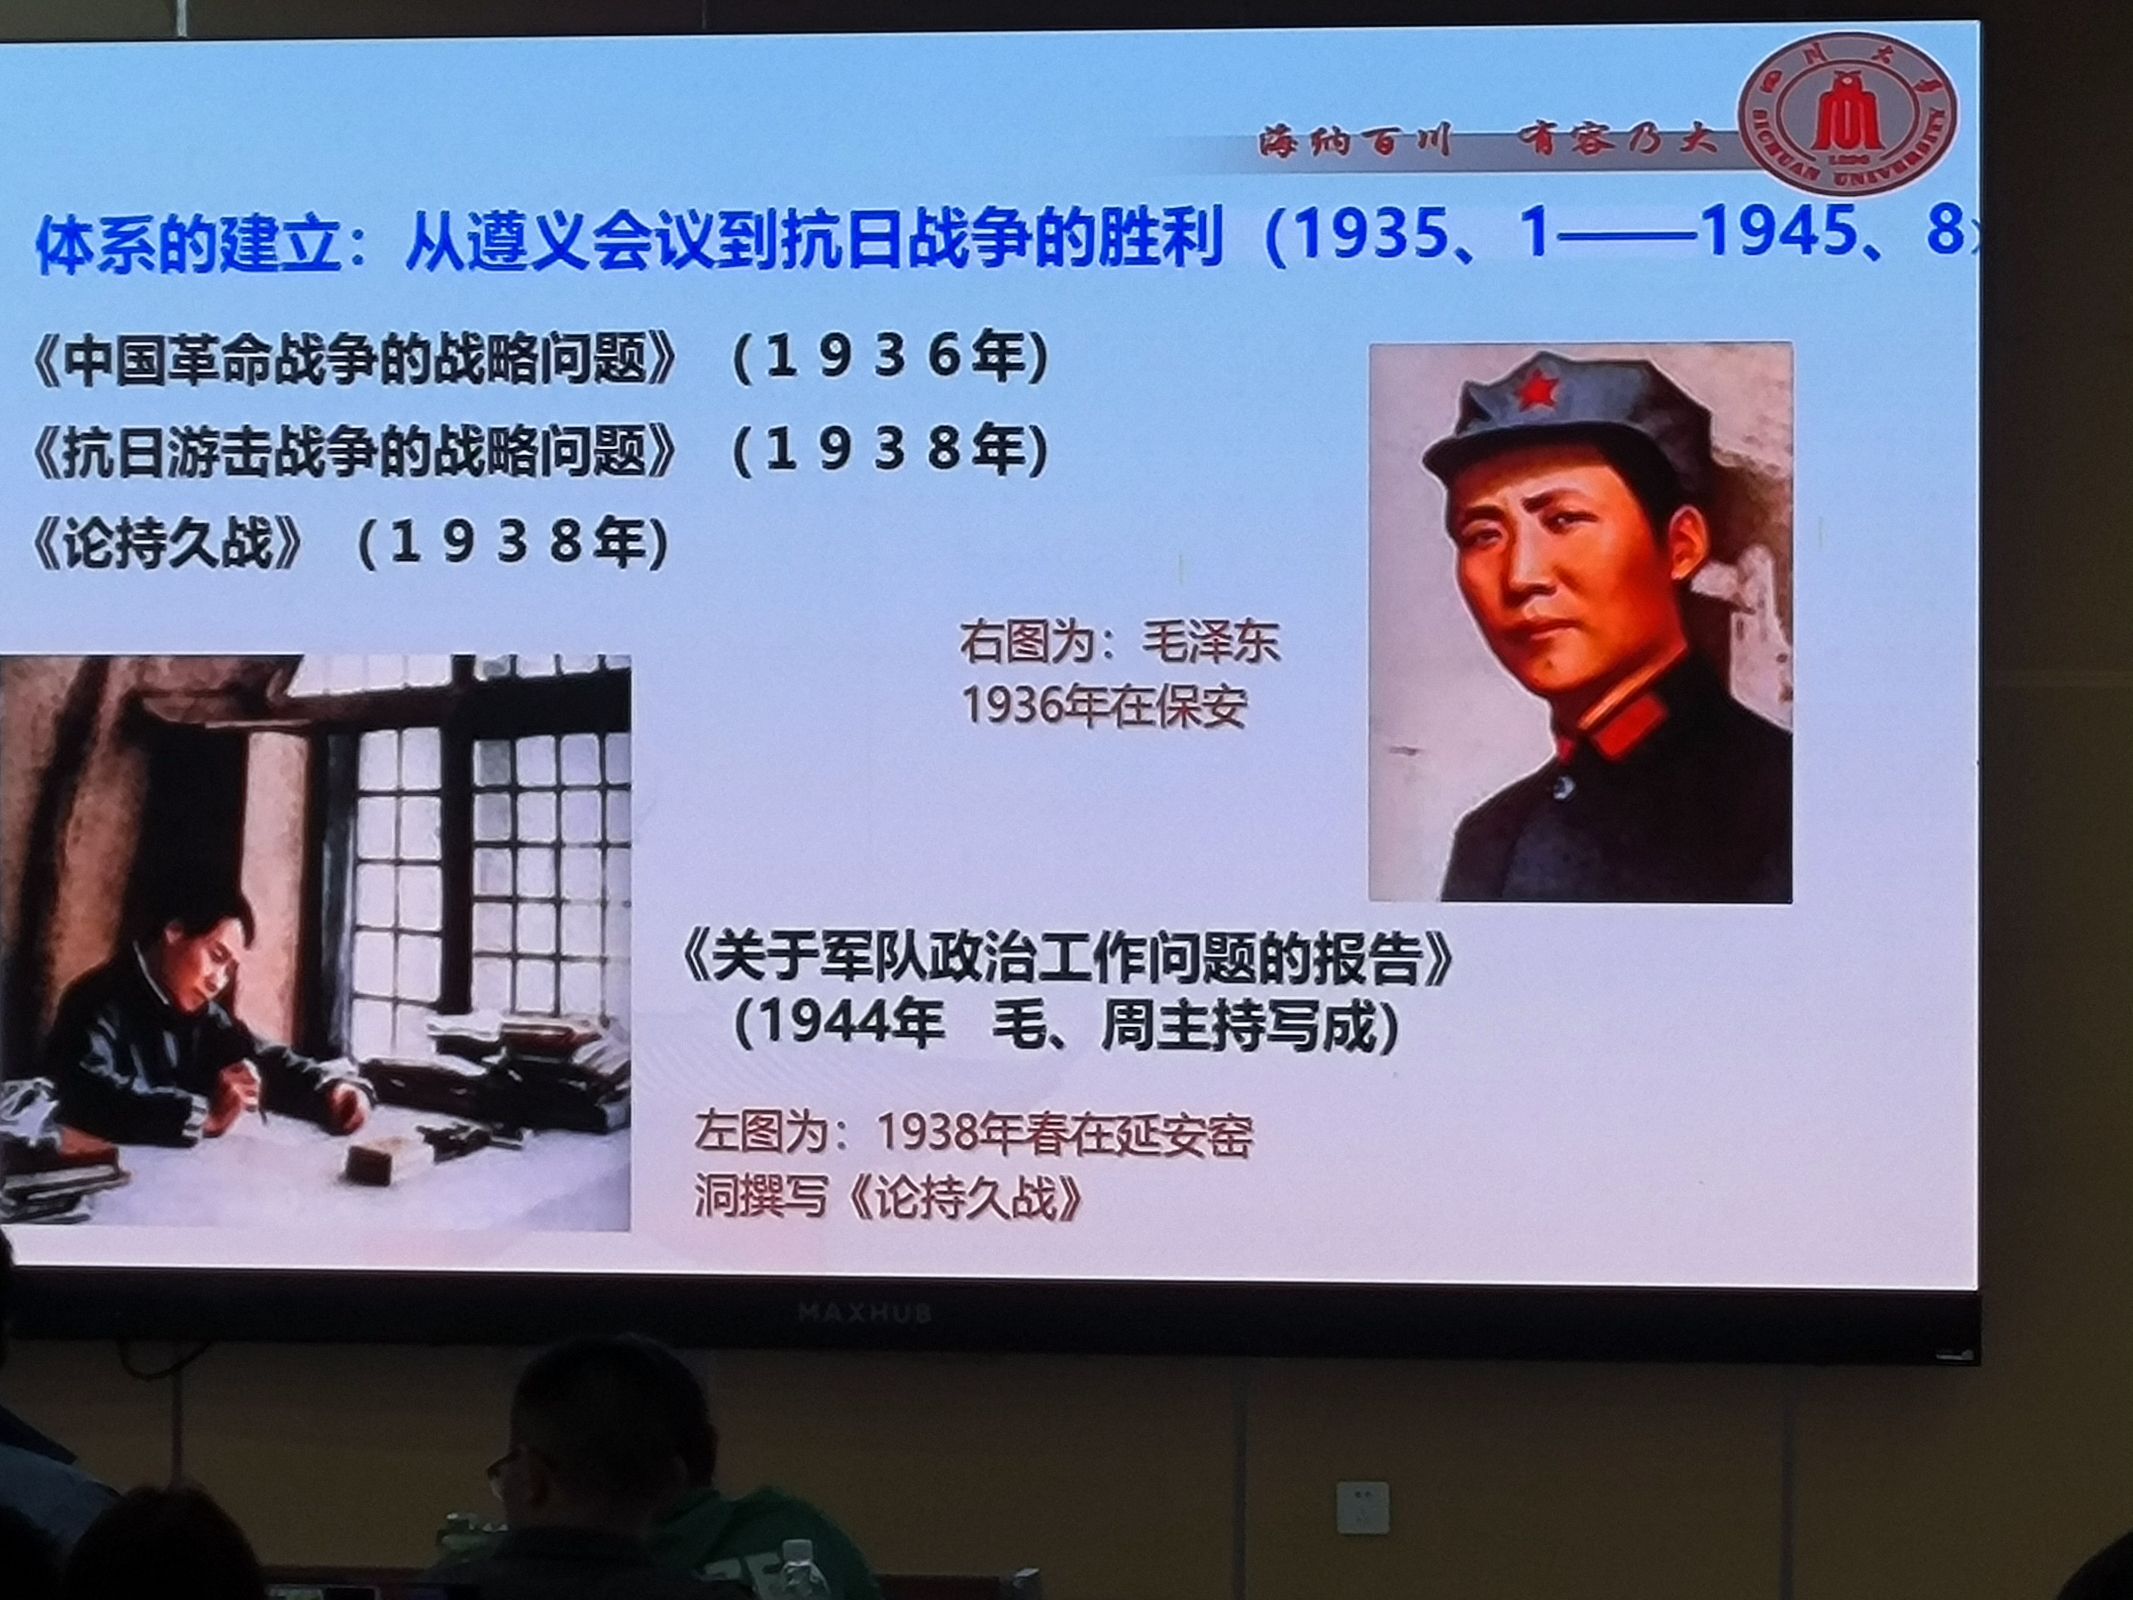 海纳百川 有容乃大
四川大学
SICHUAN UNIVERSITY
1896
体系的建立：从遵义会议到抗日战争的胜利（1935、1——1945、8
《中国革命战争的战略问题》（1936年）
《抗日游击战争的战略问题》（1938年）
《论持久战》（1938年）
右图为：毛泽东
1936年在保安
《关于军队政治工作问题的报告》
（1944年 毛、周主持写成）
左图为：1938年春在延安窑
洞撰写《论持久战》
MAXHUB